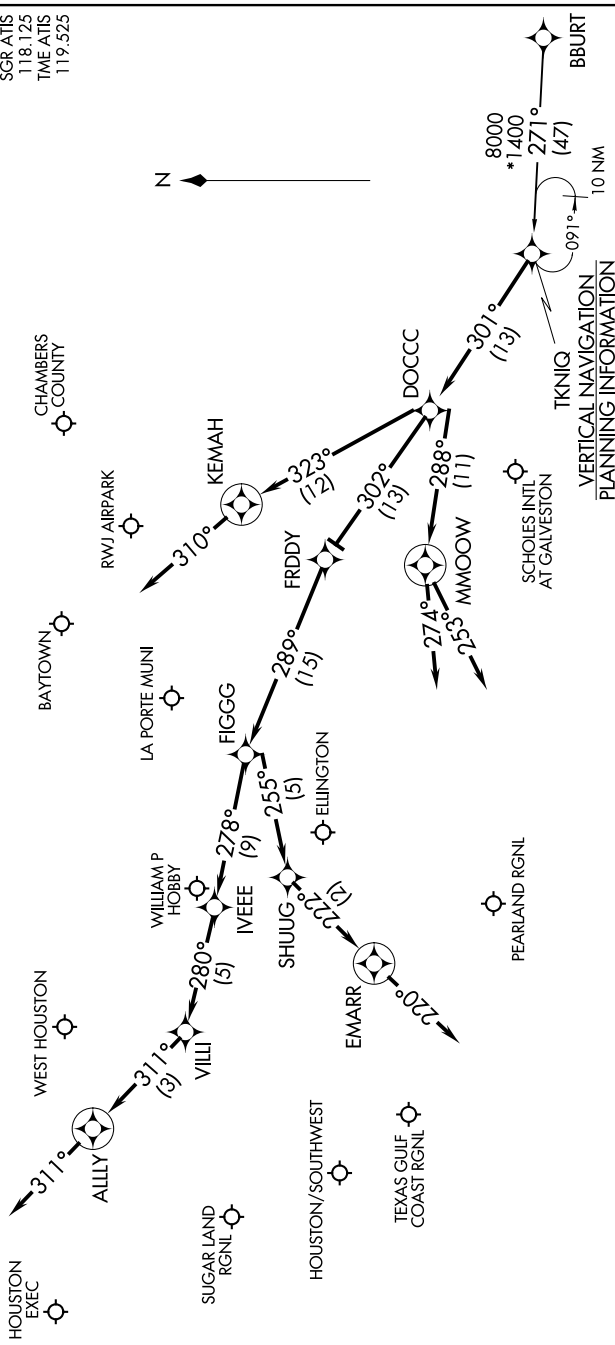 SGR ATIS
118.125
TME ATIS
119.525
N
HOUSTON
EXEC
311°
ALLLY
311°
(3)
VILLI
WEST HOUSTON
280°
(5)
IVEEE
WILLIAM P
HOBBY
278°
(9)
FIGGG
LA PORTE MUNI
BAYTOWN
RWJ AIRPARK
CHAMBERS
COUNTY
310°
KEMAH
323°
(12)
289°
(15)
FRDDY
302°
(13)
DOCCC
255°
(5)
SHUUG
ELLINGTON
222°
(2)
EMARR
220°
SUGAR LAND
RGNL
HOUSTON/SOUTHWEST
TEXAS GULF
COAST RGNL
PEARLAND RGNL
288°
(11)
MMOOW
274°
253°
SCHOLES INTL
AT GALVESTON
301°
(13)
TKNIQ
8000
*1400
271°
(47)
BBURT
091°
10 NM
VERTICAL NAVIGATION
PLANNING INFORMATION